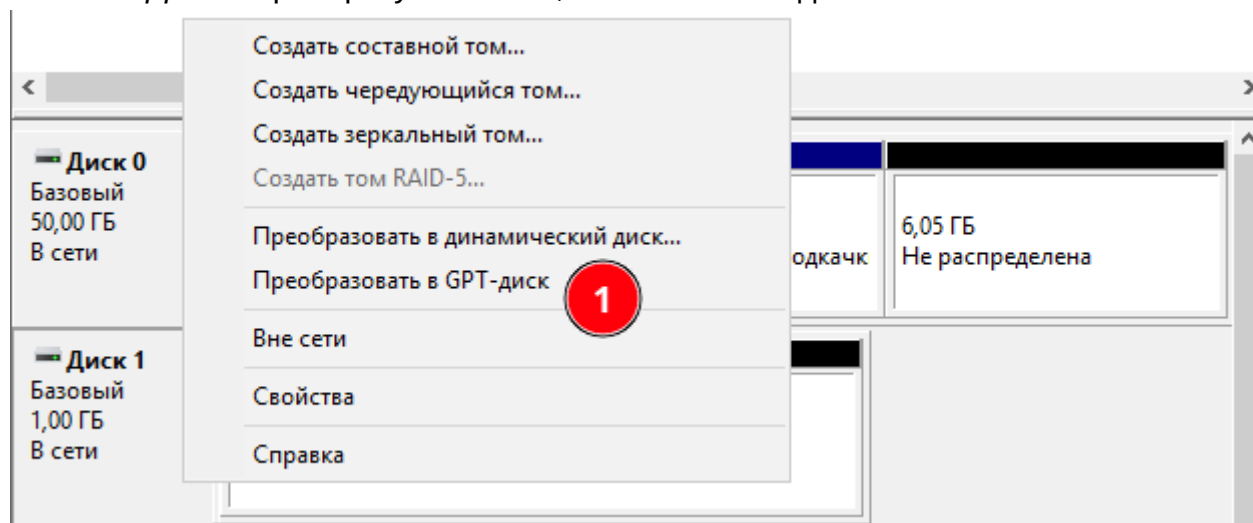 Создать составной том...
Создать чередующийся том...
Создать зеркальный том...
Создать том RAID-5...
Преобразовать в динамический диск...
Преобразовать в GPT-диск
1
Вне сети
Свойства
Справка
Диск 0
Базовый
50,00 ГБ
В сети
одкачк
6,05 ГБ
Не распределена
Диск 1
Базовый
1,00 ГБ
В сети